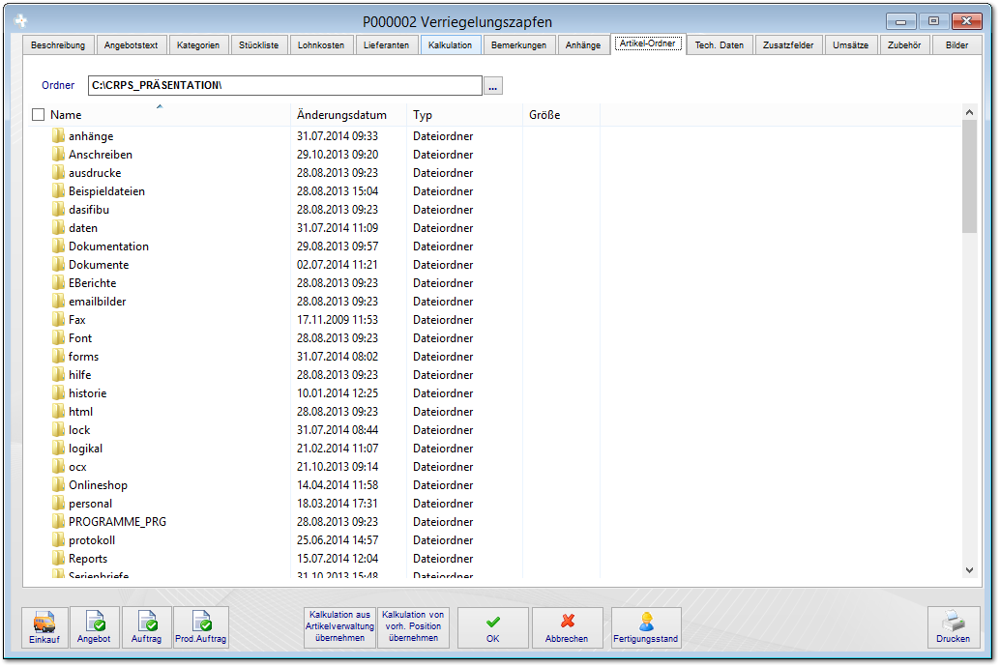 P000002 Verriegelungszapfen
Beschreibung Angebotstext Kategorien Stückliste Lohnkosten Lieferanten Kalkulation Bemerkungen Anhänge Artikel-Ordner Tech. Daten Zusatzfelder Umsätze Zubehör Bilder
Ordner C:\CRPS_PRÄSENTATION\ ...
Name Änderungsdatum Typ Größe
anhänge 31.07.2014 09:33 Dateiordner
Anschreiben 29.10.2013 09:20 Dateiordner
ausdrucke 28.08.2013 09:23 Dateiordner
Beispieldateien 28.08.2013 15:04 Dateiordner
dasifibu 28.08.2013 09:23 Dateiordner
daten 31.07.2014 11:09 Dateiordner
Dokumentation 29.08.2013 09:57 Dateiordner
Dokumente 02.07.2014 11:21 Dateiordner
EBerichte 28.08.2013 09:23 Dateiordner
emailbilder 28.08.2013 09:23 Dateiordner
Fax 17.11.2009 11:53 Dateiordner
Font 28.08.2013 09:23 Dateiordner
forms 31.07.2014 08:02 Dateiordner
hilfe 28.08.2013 09:23 Dateiordner
historie 10.01.2014 12:25 Dateiordner
html 28.08.2013 09:23 Dateiordner
lock 31.07.2014 08:44 Dateiordner
logikal 21.02.2014 11:07 Dateiordner
ocx 21.10.2013 09:14 Dateiordner
Onlineshop 14.04.2014 11:58 Dateiordner
personal 18.03.2014 17:31 Dateiordner
PROGRAMME_PRG 28.08.2013 09:23 Dateiordner
protokoll 25.06.2014 14:57 Dateiordner
Reports 15.07.2014 12:04 Dateiordner
Serienbriefe 31.10.2013 15:48 Dateiordner
Kalkulation aus
Artikelverwaltung
übernehmen
Kalkulation von
vorh. Position
übernehmen
Einkauf Angebot Auftrag Prod.Auftrag OK Abbrechen Fertigungsstand Drucken